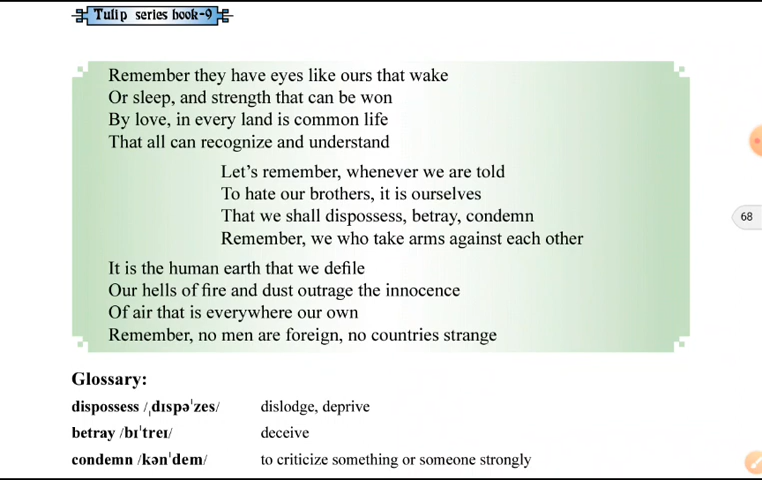 Tulip series book-9
Remember they have eyes like ours that wake
Or sleep, and strength that can be won
By love, in every land is common life
That all can recognize and understand
Let's remember, whenever we are told
To hate our brothers, it is ourselves
That we shall dispossess, betray, condemn
Remember, we who take arms against each other
It is the human earth that we defile
Our hells of fire and dust outrage the innocence
Of air that is everywhere our own
Remember, no men are foreign, no countries strange
68
Glossary:
dispossess /ˌdɪspəˈzes/ dislodge, deprive
betray /bɪˈtreɪ/ deceive
condemn /kənˈdem/ to criticize something or someone strongly